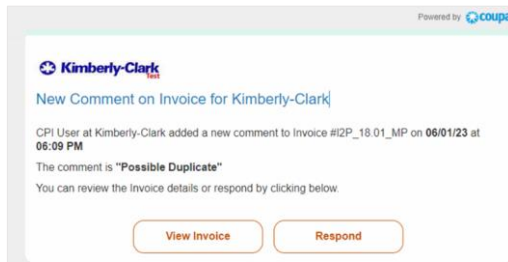 Powered by coupa
Kimberly-Clark
Test
New Comment on Invoice for Kimberly-Clark
CPI User at Kimberly-Clark added a new comment to Invoice #I2P_18.01_MP on 06/01/23 at
06:09 PM
The comment is "Possible Duplicate"
You can review the Invoice details or respond by clicking below.
View Invoice
Respond